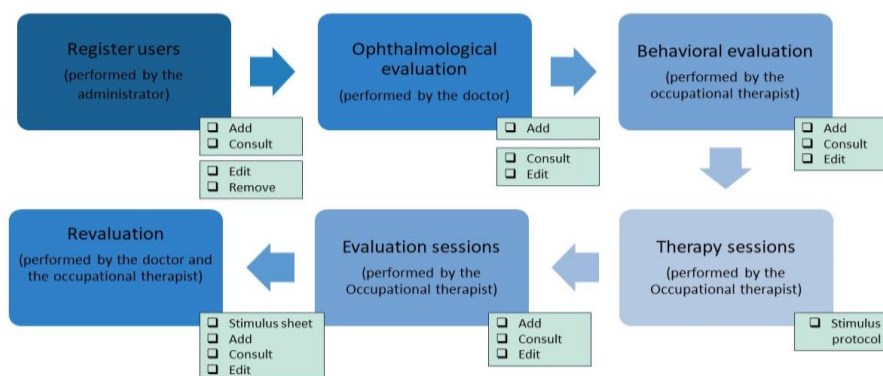 Register users
(performed by the
administrator)
❑ Add
❑ Consult
❑ Edit
❑ Remove
Ophthalmological
evaluation
(performed by the doctor)
❑ Add
❑ Consult
❑ Edit
Behavioral evaluation
(performed by the
occupational therapist)
❑ Add
❑ Consult
❑ Edit
Therapy sessions
(performed by the
Occupational therapist)
❑ Stimulus
protocol
Evaluation sessions
(performed by the
Occupational therapist)
❑ Add
❑ Consult
❑ Edit
Revaluation
(performed by the doctor and
the occupational therapist)
❑ Stimulus sheet
❑ Add
❑ Consult
❑ Edit